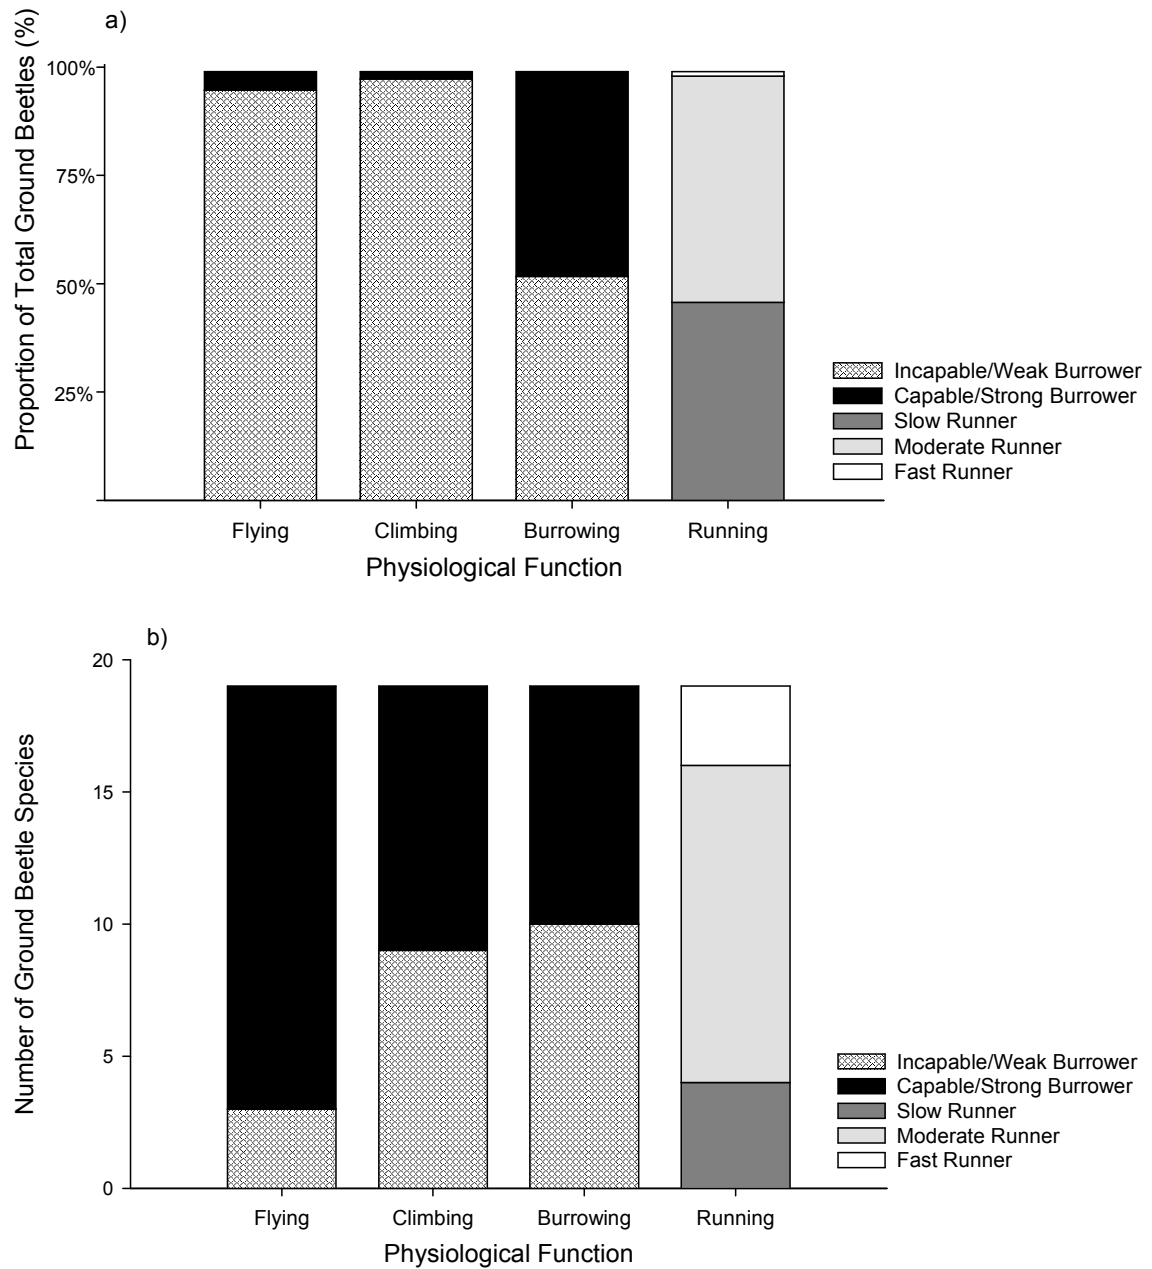 a)
Proportion of Total Ground Beetles (%)
100%
75%
50%
25%
Flying
Climbing
Burrowing
Running
Physiological Function
Incapable/Weak Burrower
Capable/Strong Burrower
Slow Runner
Moderate Runner
Fast Runner
b)
Number of Ground Beetle Species
20
15
10
5
0
Flying
Climbing
Burrowing
Running
Physiological Function
Incapable/Weak Burrower
Capable/Strong Burrower
Slow Runner
Moderate Runner
Fast Runner